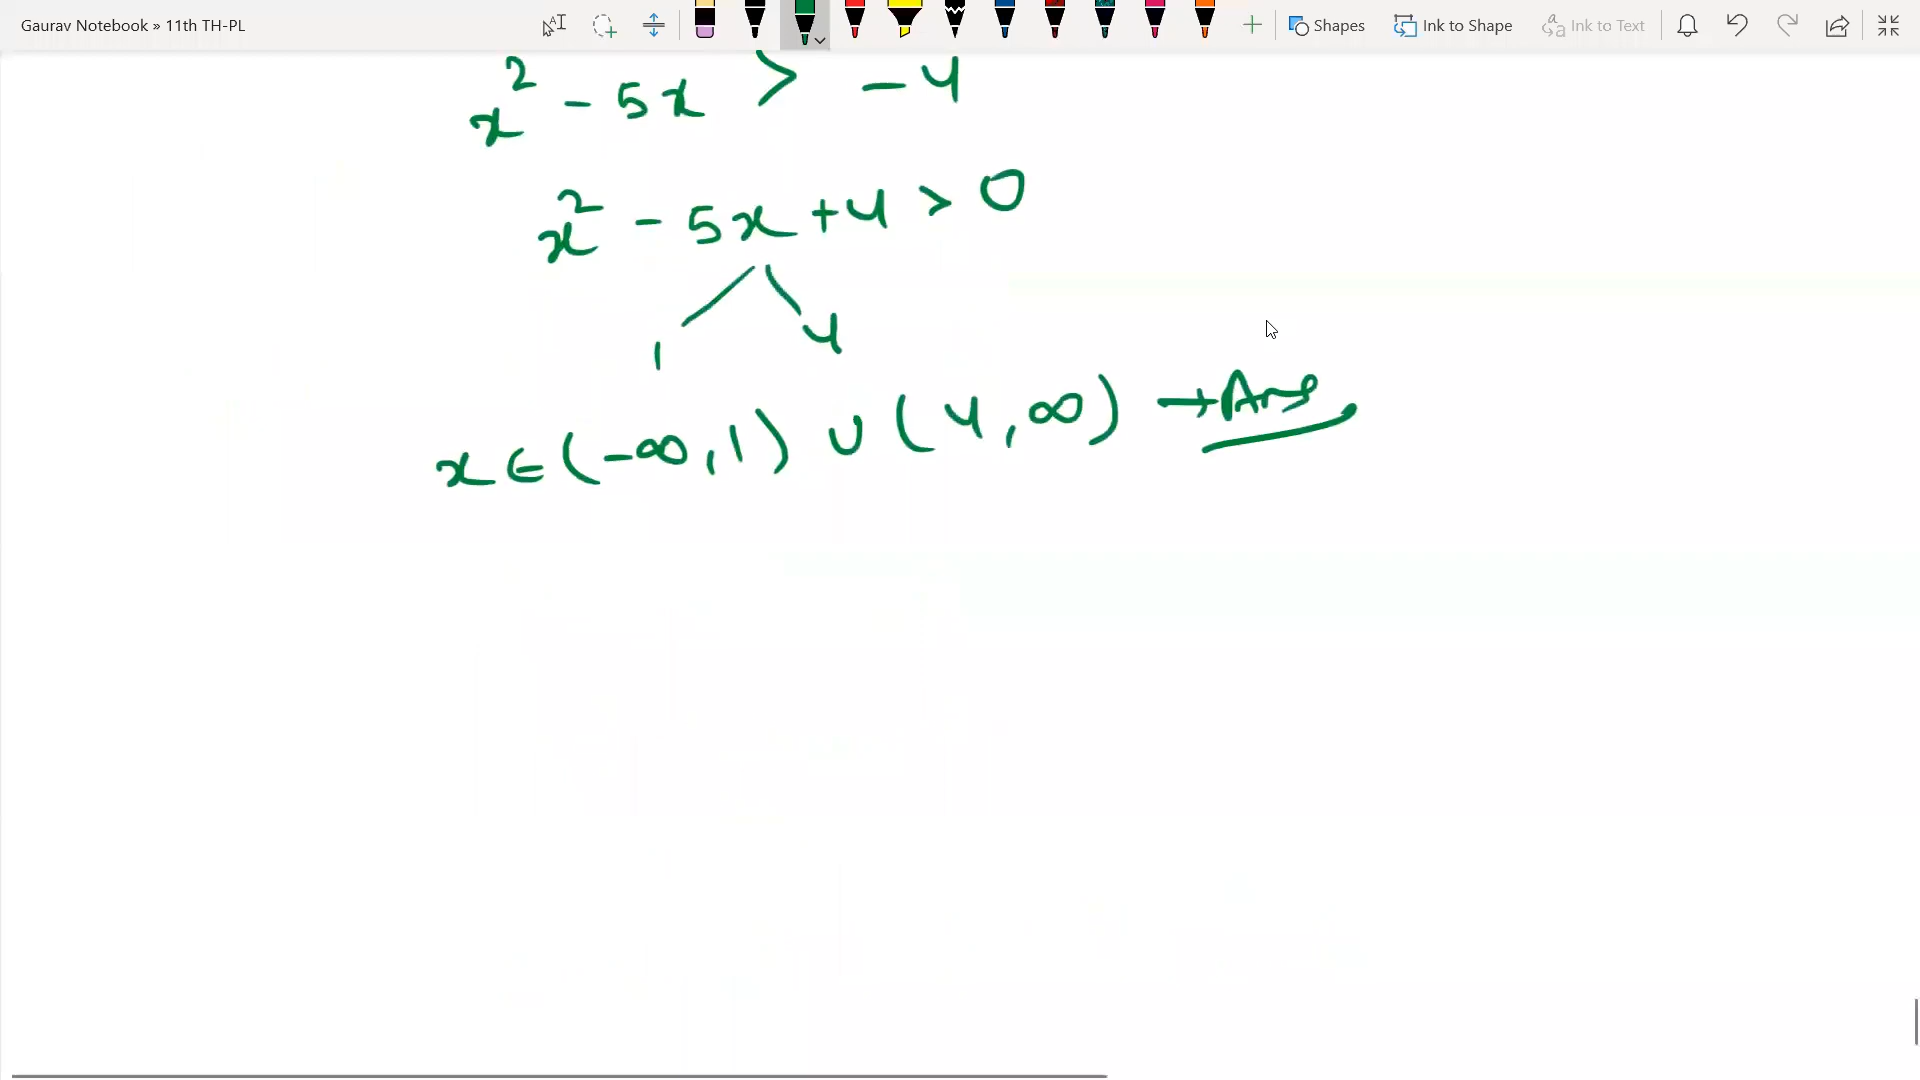 Gaurav Notebook » 11th TH-PL
Shapes
Ink to Shape
Ink to Text
x² - 5x > -4
x² - 5x + 4 > 0
1 4
x ∈ (-∞, 1) ∪ (4, ∞) → Ans